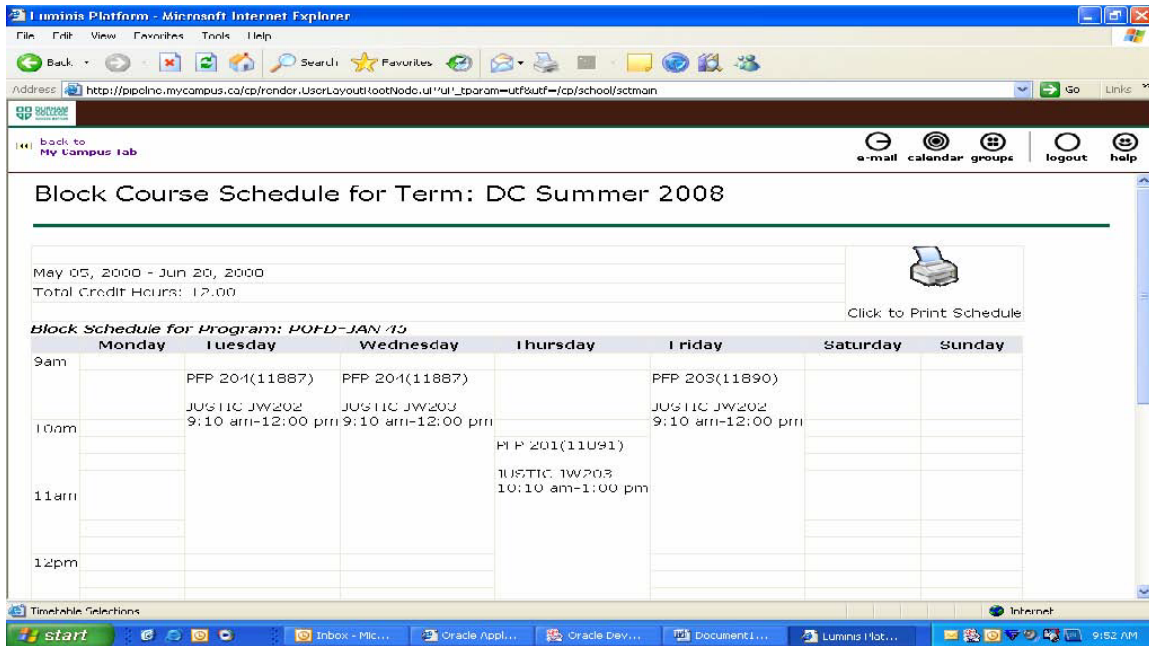 Luminis Platform - Microsoft Internet Explorer
File Edit View Favorites Tools Help
Back Search Favorites
Address http://pipeline.mycampus.ca/cp/render.UserLayoutRootNode.uP?uP_tparam=utf&utf=/cp/school/sctmain Go Links
DURHAM COLLEGE
back to
My Campus Tab
e-mail calendar groups logout help
Block Course Schedule for Term: DC Summer 2008
May 05, 2008 - Jun 20, 2008
Total Credit Hours: 12.00
Click to Print Schedule
Block Schedule for Program:
Monday Tuesday Wednesday Thursday Friday Saturday Sunday
9am
PFP 204(11887) PFP 204(11887) PFP 203(11890)
JUSTIC JW202 JUSTIC JW203 JUSTIC JW202
9:10 am-12:00 pm 9:10 am-12:00 pm 9:10 am-12:00 pm
10am
PFP 201(11891)
JUSTIC JW203
10:10 am-1:00 pm
11am
12pm
Timetable Selections Internet
start Inbox - Mic... Oracle Appl... Oracle Dev... Document1... Luminis Plat... 9:52 AM